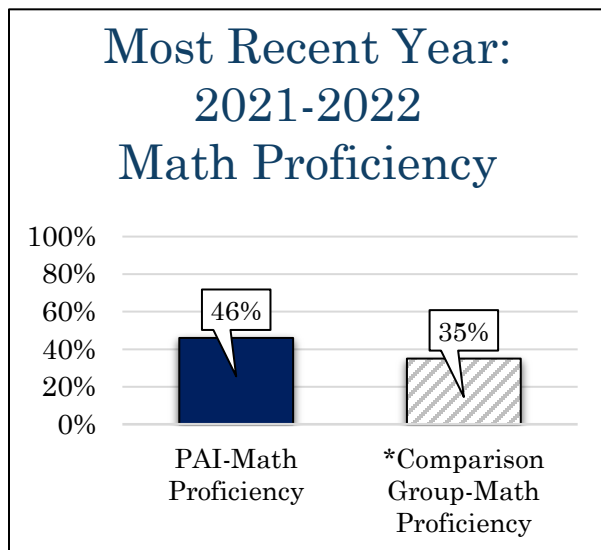 Most Recent Year:
2021-2022
Math Proficiency
100%
80%
60%
40%
20%
0%
46%
35%
PAI-Math
Proficiency
*Comparison
Group-Math
Proficiency